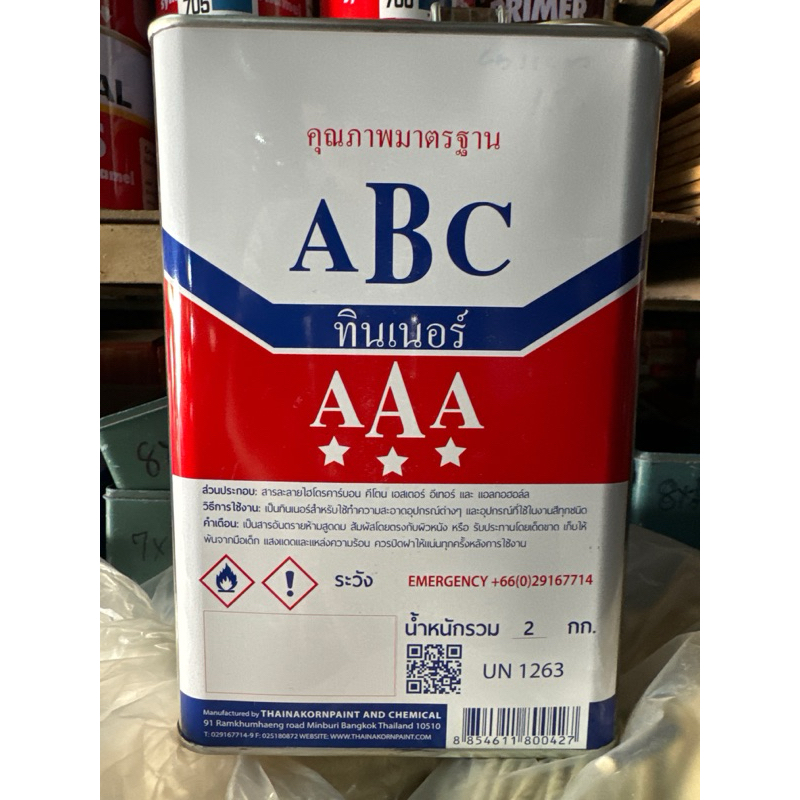 705
700
PRIMER
AL
amel
คุณภาพมาตรฐาน
ABC
ทินเนอร์
AAA
ส่วนประกอบ: สารละลายไฮโดรคาร์บอน คีโตน เอสเตอร์ อีเทอร์ และ แอลกอฮอล์ล
วิธีการใช้งาน: เป็นทินเนอร์สำหรับใช้ทำความสะอาดอุปกรณ์ต่างๆ และอุปกรณ์ที่ใช้ในงานสีทุกชนิด
คำเตือน: เป็นสารอันตรายห้ามสูดดม สัมผัสโดยตรงกับผิวหนัง หรือ รับประทานโดยเด็ดขาด เก็บให้
พ้นจากมือเด็ก แสงแดดและแหล่งความร้อน ควรปิดฝาให้แน่นทุกครั้งหลังการใช้งาน
ระวัง EMERGENCY +66(0)29167714
น้ำหนักรวม 2 กก.
UN 1263
Manufactured by THAINAKORNPAINT AND CHEMICAL
91 Ramkhumhaeng road Minburi Bangkok Thailand 10510
T: 029167714-9 F: 025180872 WEBSITE: WWW.THAINAKORNPAINT.COM
8 854611 800427